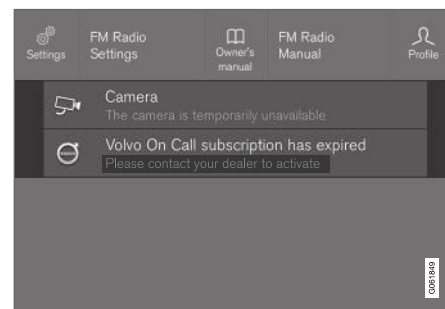 Settings
FM Radio
Settings
Owner's
manual
FM Radio
Manual
Profile
Camera
The camera is temporarily unavailable
Volvo On Call subscription has expired
Please contact your dealer to activate
G061849